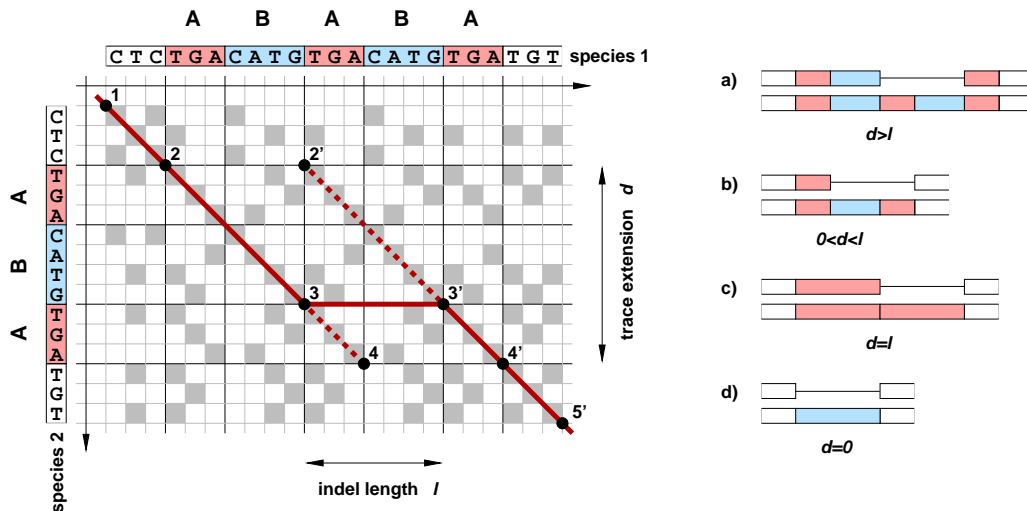 A B A B A
C T C T G A C A T G T G A C A T G T G A T G T species 1
1
2
2'
3
3'
4
4'
5'
C T C T G A C A T G T G A T G T
A B A
species 2
trace extension d
indel length l
a)
d>l
b)
0<d<l
c)
d=l
d)
d=0